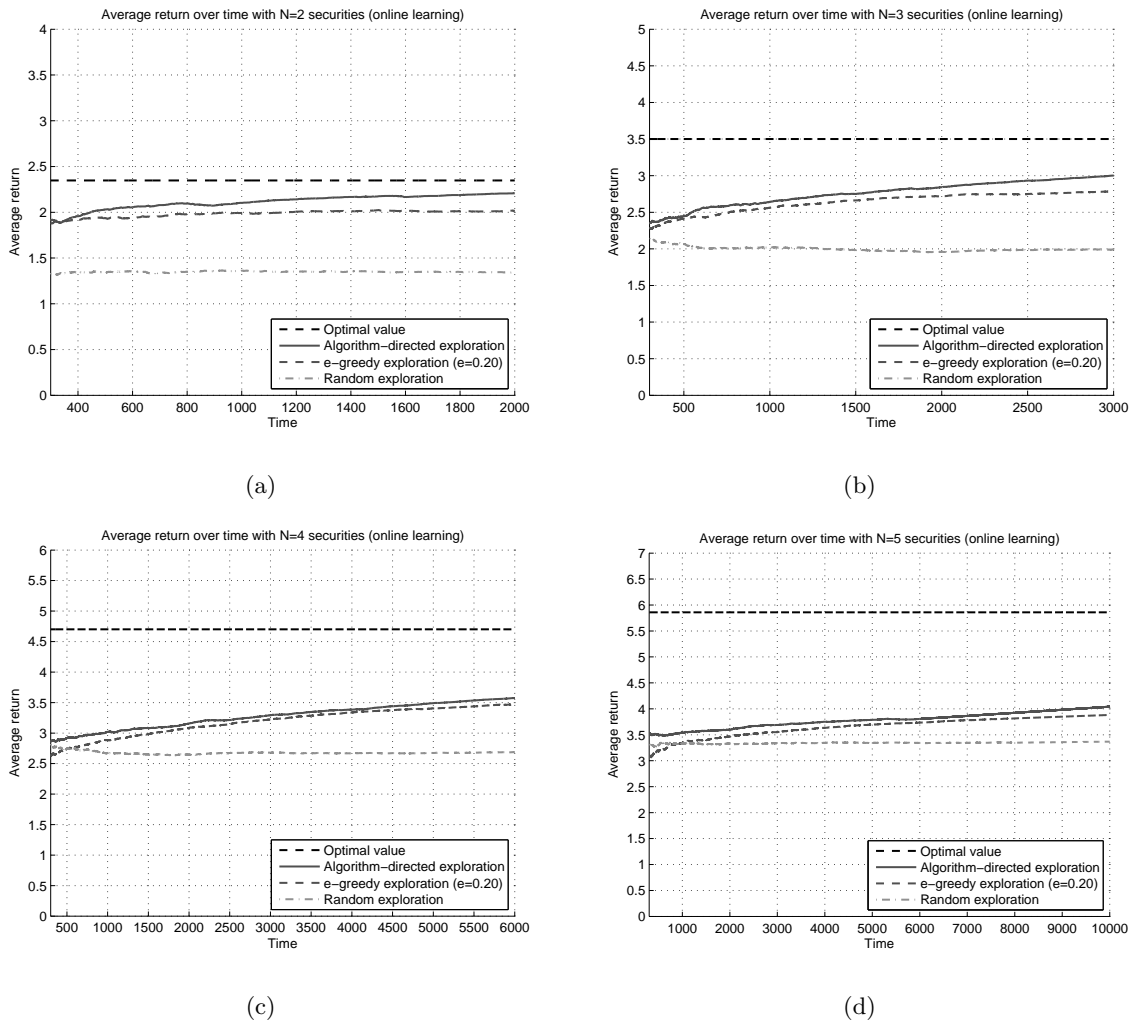 Average return over time with N=2 securities (online learning)
4
3.5
3
2.5
2
1.5
1
0.5
0
Average return
400 600 800 1000 1200 1400 1600 1800 2000
Time
Optimal value
Algorithm−directed exploration
e−greedy exploration (e=0.20)
Random exploration
(a)
Average return over time with N=3 securities (online learning)
5
4.5
4
3.5
3
2.5
2
1.5
1
0.5
0
Average return
500 1000 1500 2000 2500 3000
Time
Optimal value
Algorithm−directed exploration
e−greedy exploration (e=0.20)
Random exploration
(b)
Average return over time with N=4 securities (online learning)
6
5.5
5
4.5
4
3.5
3
2.5
2
1.5
1
0.5
0
Average return
500 1000 1500 2000 2500 3000 3500 4000 4500 5000 5500 6000
Time
Optimal value
Algorithm−directed exploration
e−greedy exploration (e=0.20)
Random exploration
(c)
Average return over time with N=5 securities (online learning)
7
6.5
6
5.5
5
4.5
4
3.5
3
2.5
2
1.5
1
0.5
0
Average return
1000 2000 3000 4000 5000 6000 7000 8000 9000 10000
Time
Optimal value
Algorithm−directed exploration
e−greedy exploration (e=0.20)
Random exploration
(d)